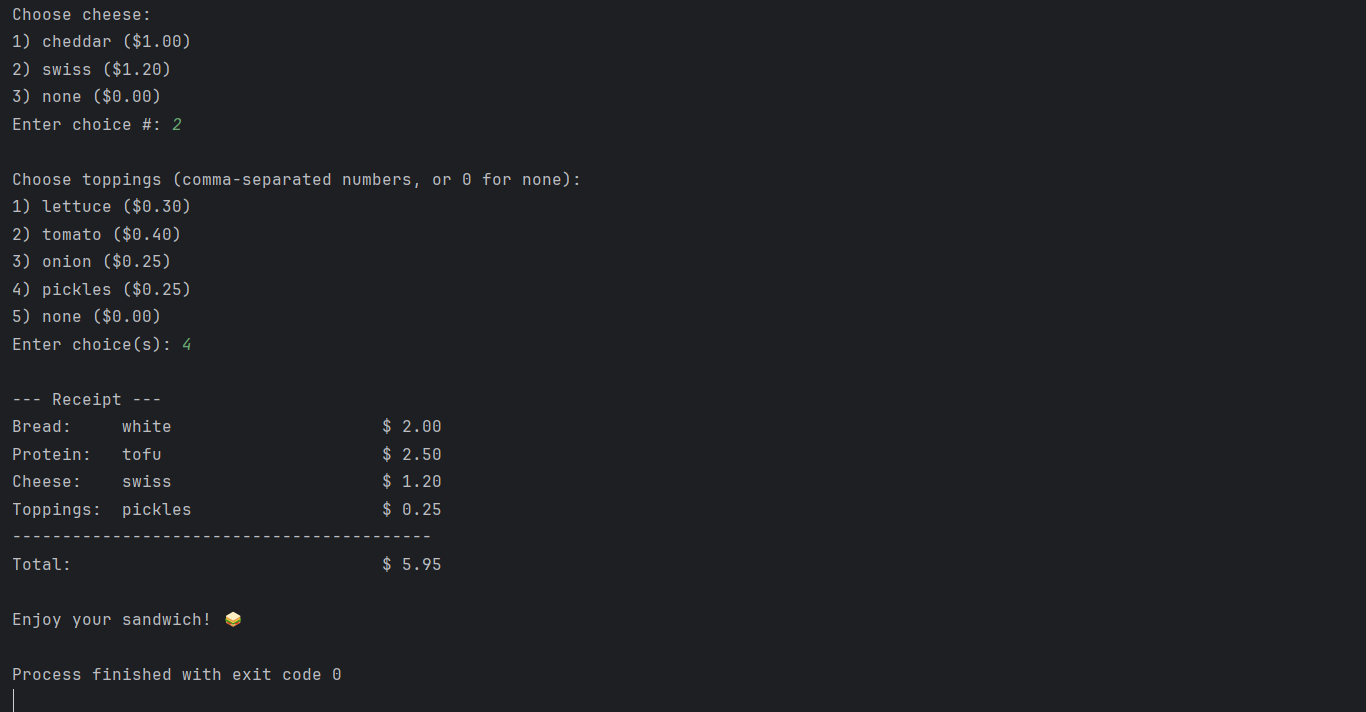 Choose cheese:
1) cheddar ($1.00)
2) swiss ($1.20)
3) none ($0.00)
Enter choice #: 2
Choose toppings (comma-separated numbers, or 0 for none):
1) lettuce ($0.30)
2) tomato ($0.40)
3) onion ($0.25)
4) pickles ($0.25)
5) none ($0.00)
Enter choice(s): 4
--- Receipt ---
Bread:     white                     $ 2.00
Protein:   tofu                      $ 2.50
Cheese:    swiss                     $ 1.20
Toppings:  pickles                   $ 0.25
------------------------------------------
Total:                               $ 5.95
Enjoy your sandwich! 🥪
Process finished with exit code 0